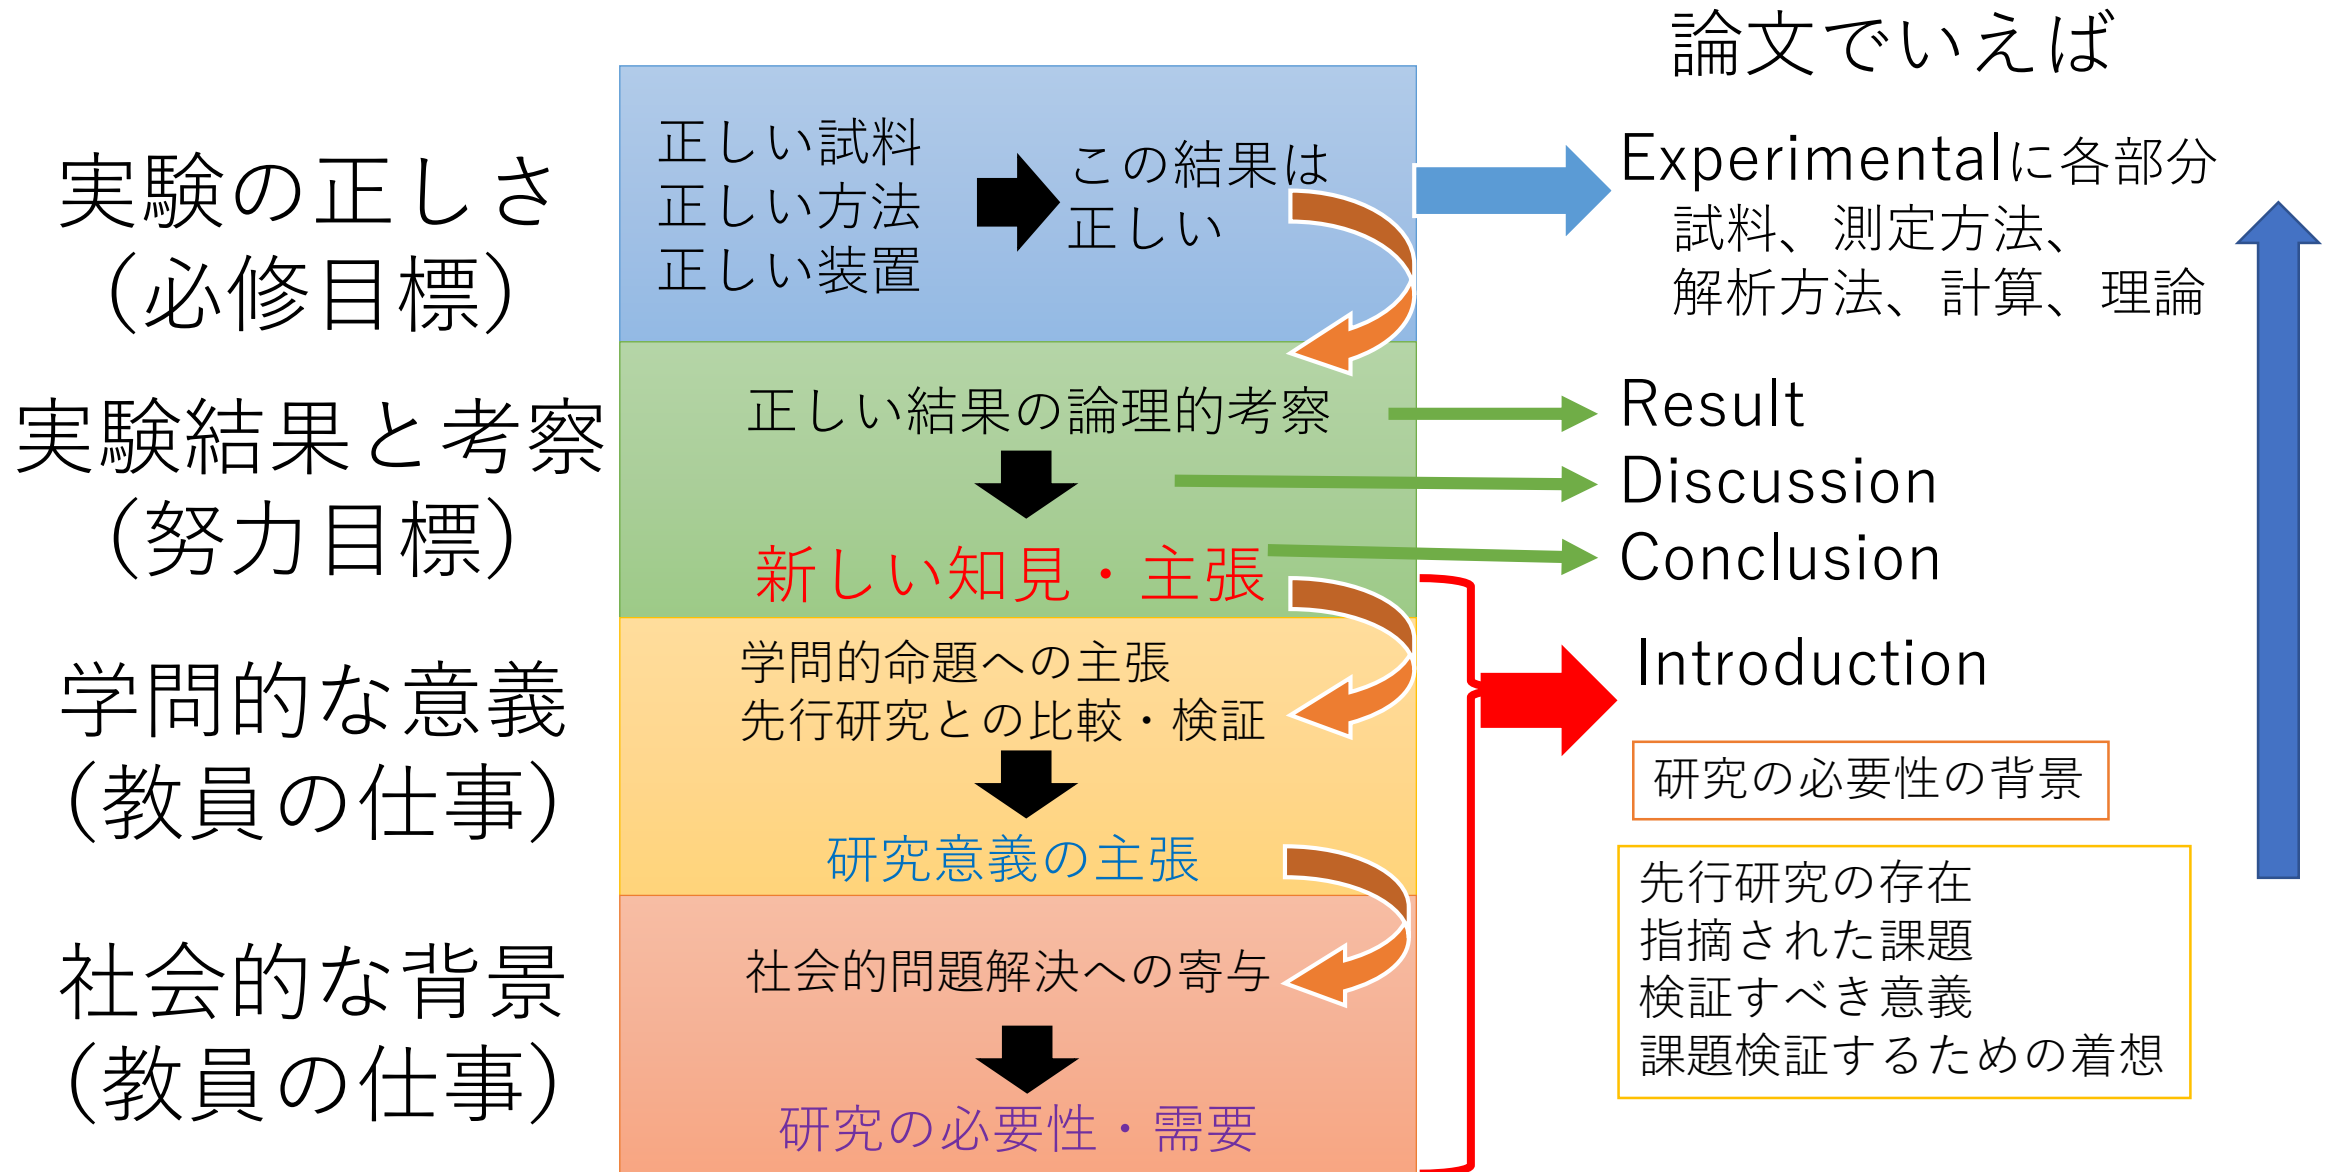 実験の正しさ
（必修目標）
実験結果と考察
（努力目標）
学問的な意義
（教員の仕事）
社会的な背景
（教員の仕事）
正しい試料
正しい方法
正しい装置
この結果は
正しい
正しい結果の論理的考察
新しい知見・主張
学問的命題への主張
先行研究との比較・検証
研究意義の主張
社会的問題解決への寄与
研究の必要性・需要
論文でいえば
Experimentalに各部分
試料、測定方法、
解析方法、計算、理論
Result
Discussion
Conclusion
Introduction
研究の必要性の背景
先行研究の存在
指摘された課題
検証すべき意義
課題検証するための着想